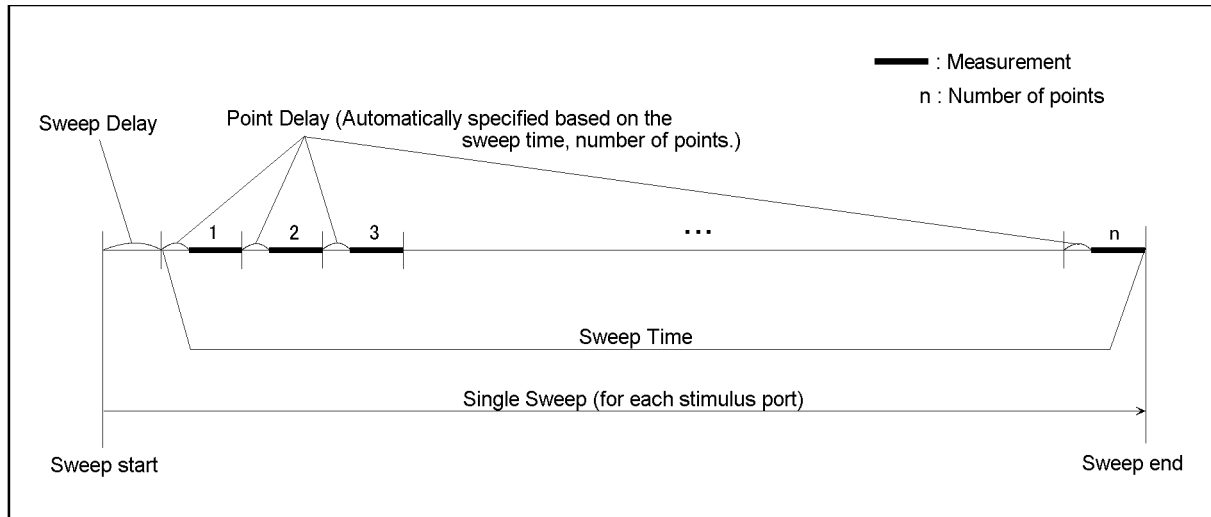 : Measurement
n : Number of points
Sweep Delay
Point Delay (Automatically specified based on the
sweep time, number of points.)
1 2 3 ... n
Sweep Time
Single Sweep (for each stimulus port)
Sweep start
Sweep end